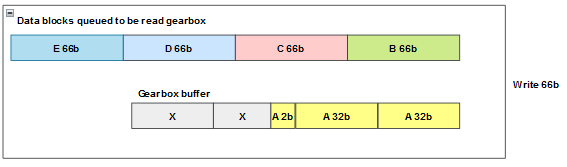 Data blocks queued to be read gearbox
E 66b D 66b C 66b B 66b
Write 66b
Gearbox buffer
X X A 2b A 32b A 32b